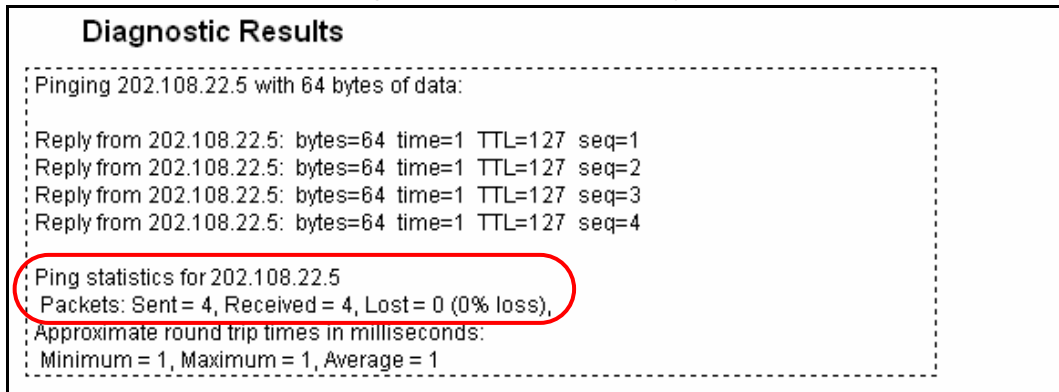 Diagnostic Results
Pinging 202.108.22.5 with 64 bytes of data:
Reply from 202.108.22.5: bytes=64 time=1 TTL=127 seq=1
Reply from 202.108.22.5: bytes=64 time=1 TTL=127 seq=2
Reply from 202.108.22.5: bytes=64 time=1 TTL=127 seq=3
Reply from 202.108.22.5: bytes=64 time=1 TTL=127 seq=4
Ping statistics for 202.108.22.5
Packets: Sent = 4, Received = 4, Lost = 0 (0% loss),
Approximate round trip times in milliseconds:
Minimum = 1, Maximum = 1, Average = 1